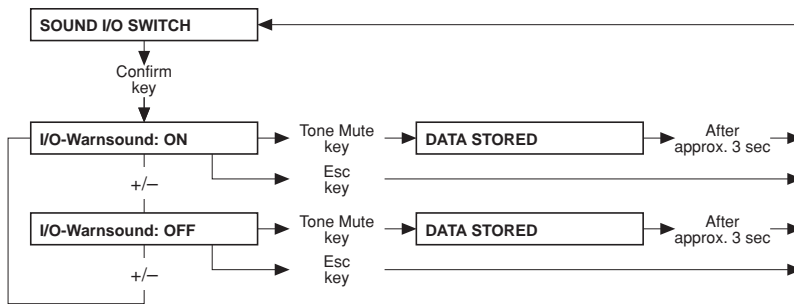 SOUND I/O SWITCH
Confirm
key
I/O-Warnsound: ON
Tone Mute
key
DATA STORED
After
approx. 3 sec
+/–
Esc
key
I/O-Warnsound: OFF
Tone Mute
key
DATA STORED
After
approx. 3 sec
+/–
Esc
key